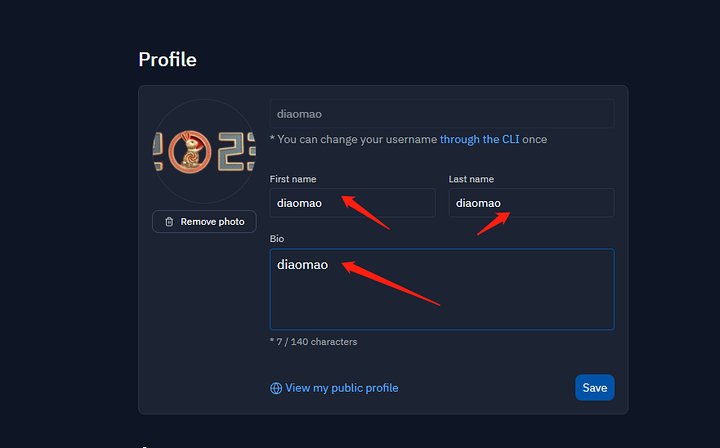 Profile
diaomao
* You can change your username through the CLI once
First name
Last name
diaomao
diaomao
Remove photo
Bio
diaomao
* 7 / 140 characters
View my public profile
Save